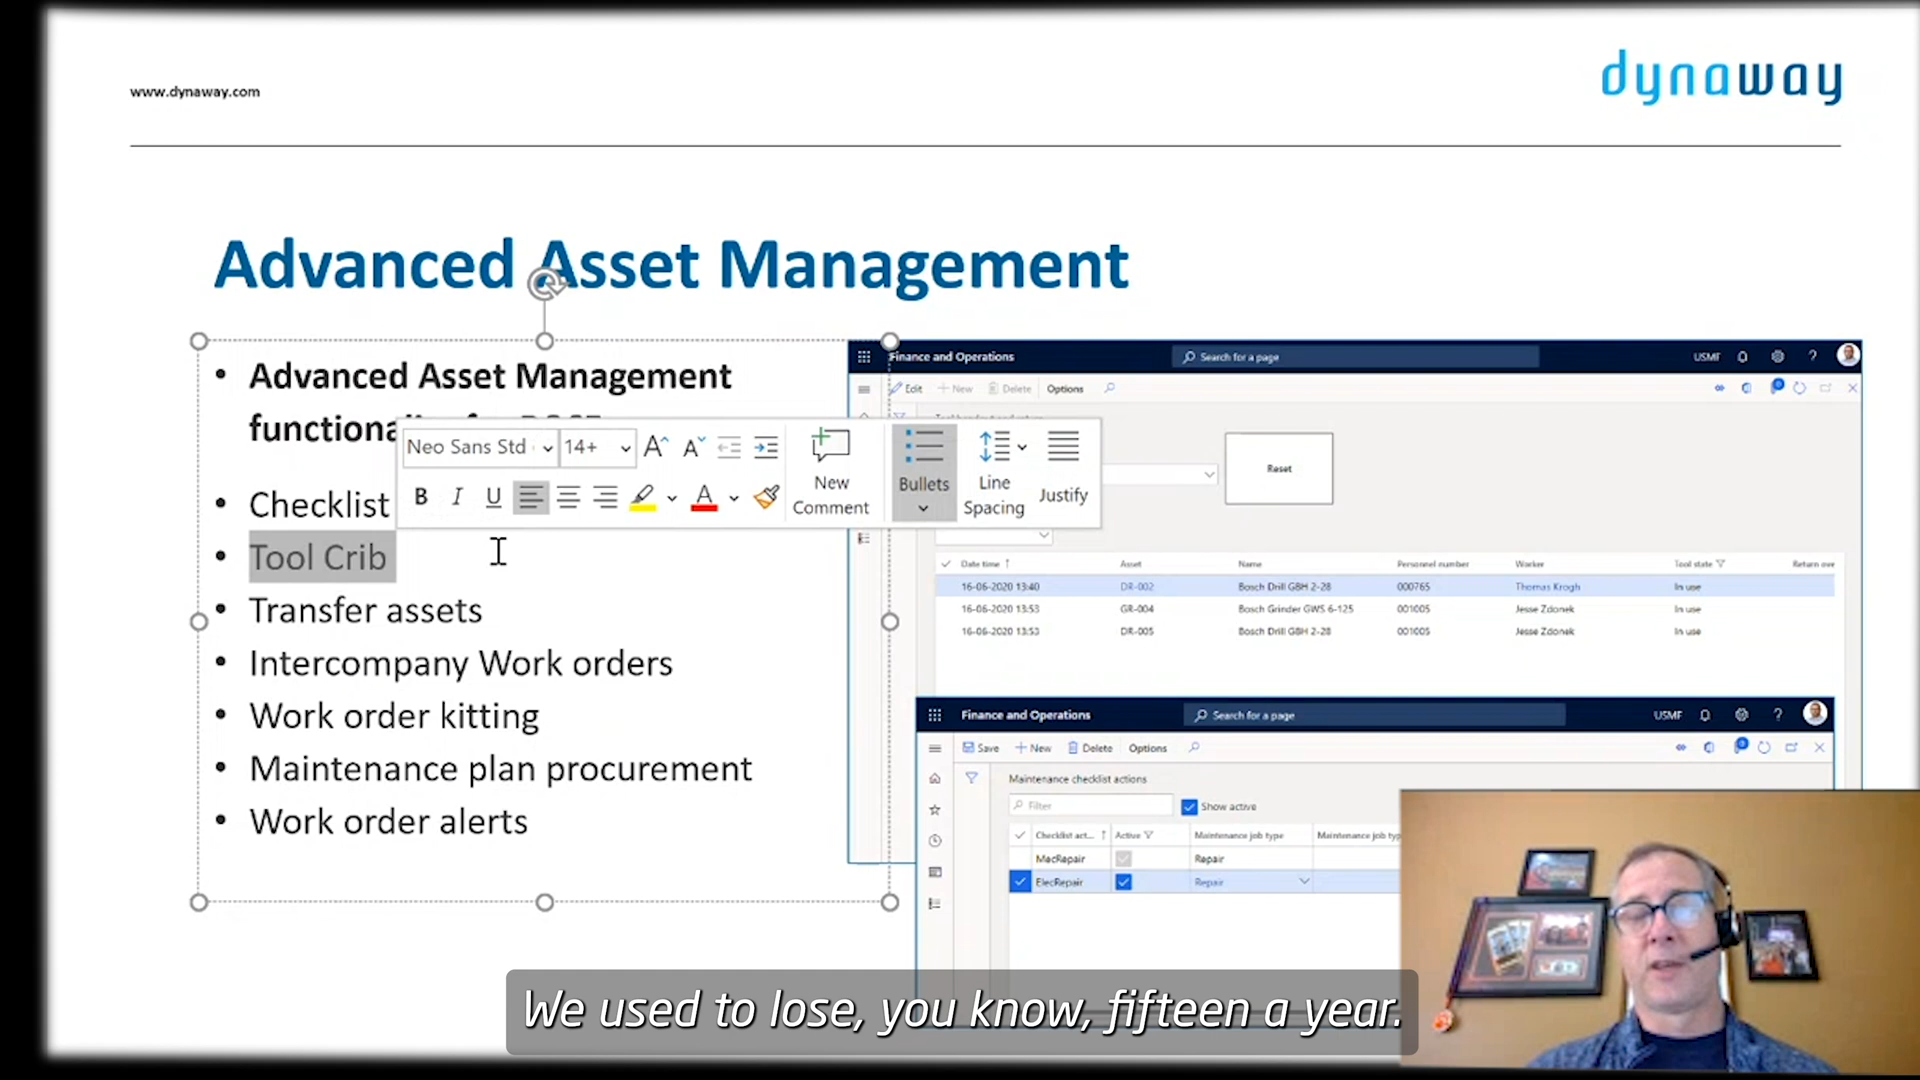 www.dynaway.com
dynaway
Advanced Asset Management
• Advanced Asset Management
Finance and Operations
Search for a page
USMF
?
Edit
New
Delete
Options
Neo Sans Std
14+
New
Comment
Bullets
Line
Spacing
Justify
B I U
A
Reset
• Checklist
• Tool Crib
• Transfer assets
• Intercompany Work orders
• Work order kitting
• Maintenance plan procurement
• Work order alerts
Date time Asset Name Personnel number Worker Tool state Return ove
16-06-2020 13:40 DR-002 Bosch Drill GBH 2-28 000765 Thomas Krogh In use
16-06-2020 13:53 GR-004 Bosch Grinder GWS 6-125 001005 Jesse Zdonek In use
16-06-2020 13:53 DR-005 Bosch Drill GBH 2-28 001005 Jesse Zdonek In use
Finance and Operations
Search for a page
USMF
?
Save
New
Delete
Options
Maintenance checklist actions
Filter
Show active
Checklist act... Active Maintenance job type Maintenance job typ
MecRepair Repair
ElecRepair Repair
We used to lose, you know, fifteen a year.